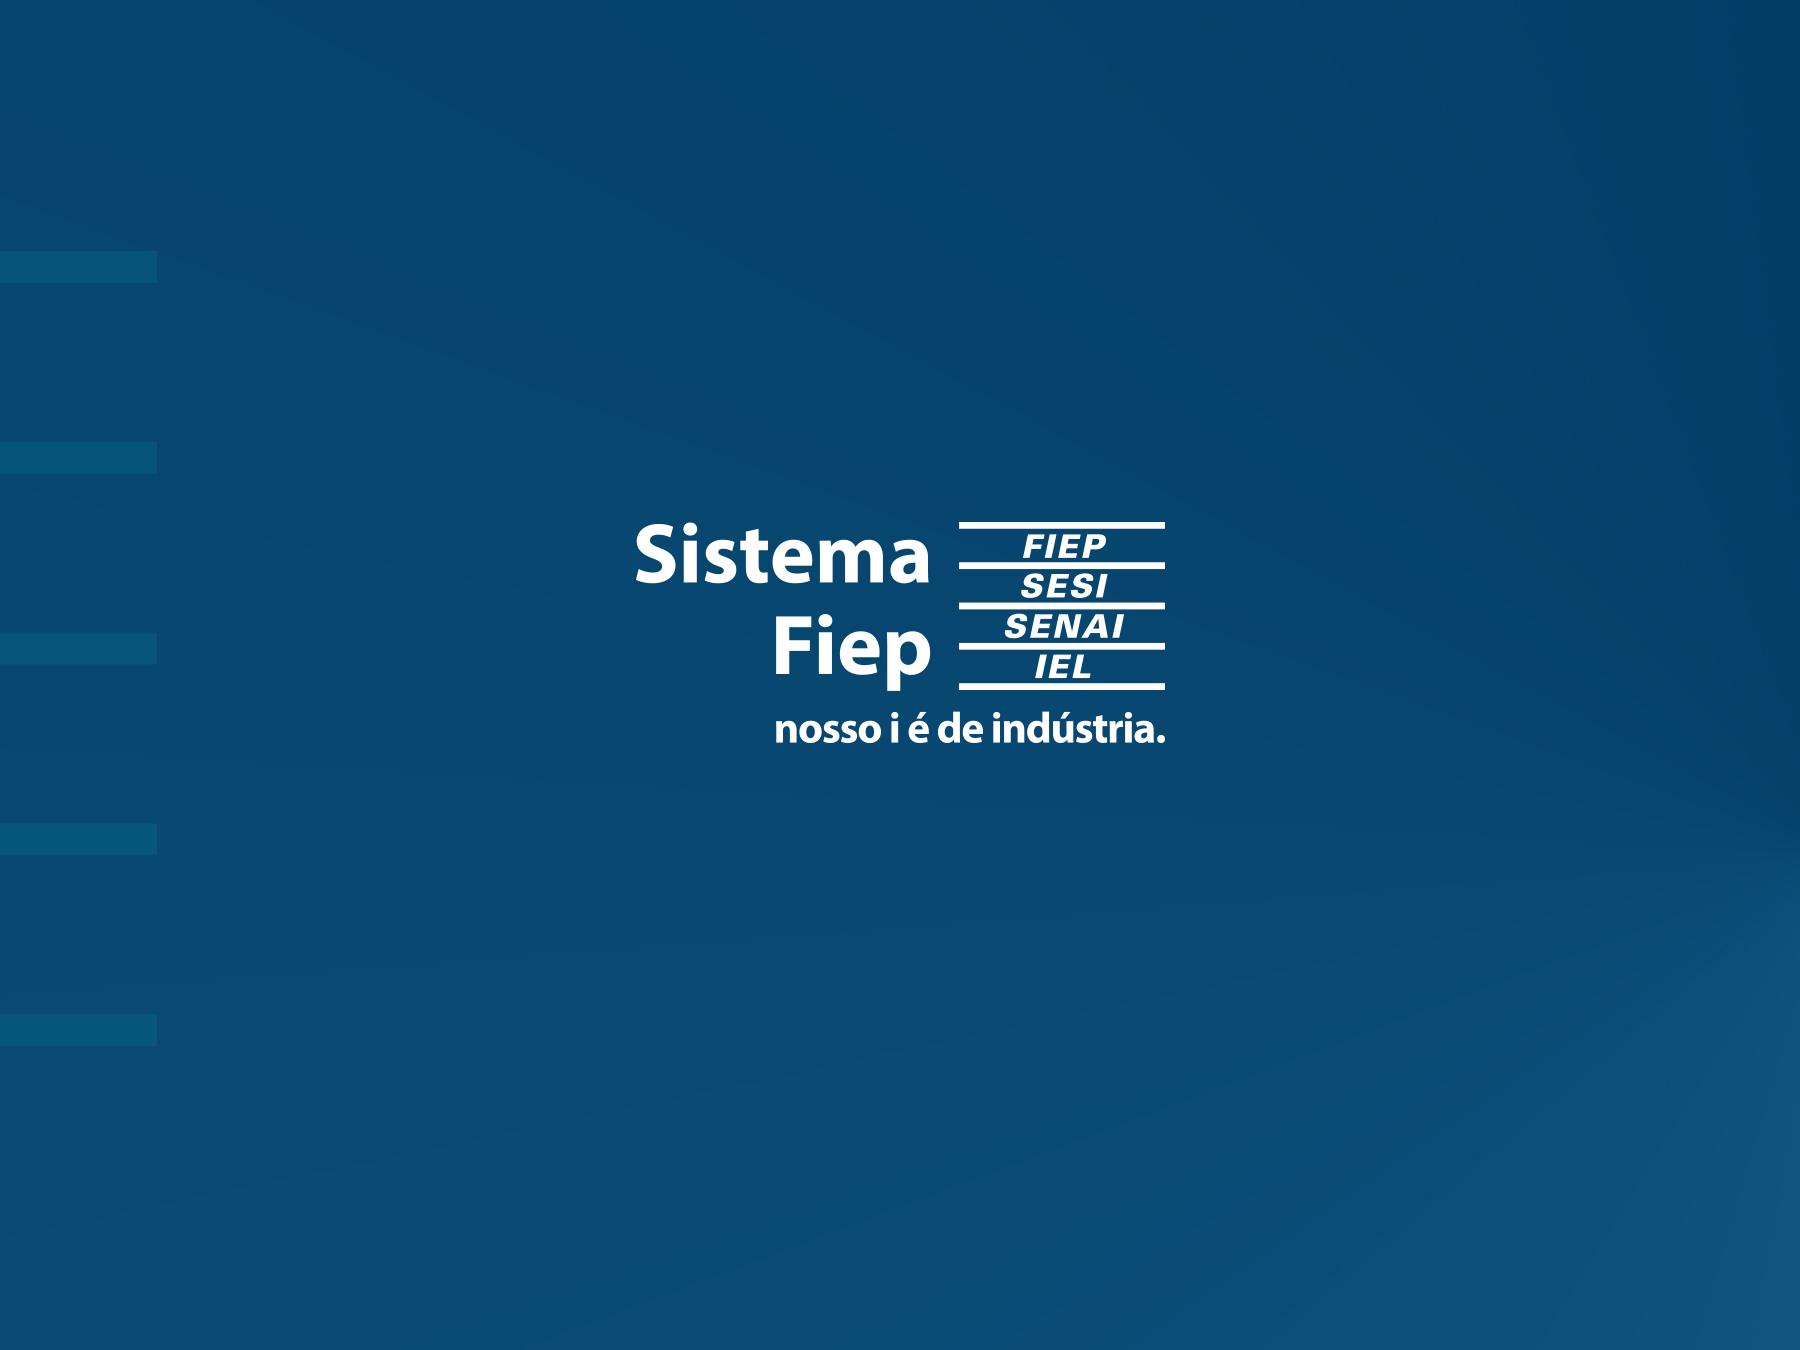 Sistema
Fiep
FIEP
SESI
SENAI
IEL
nosso i é de indústria.